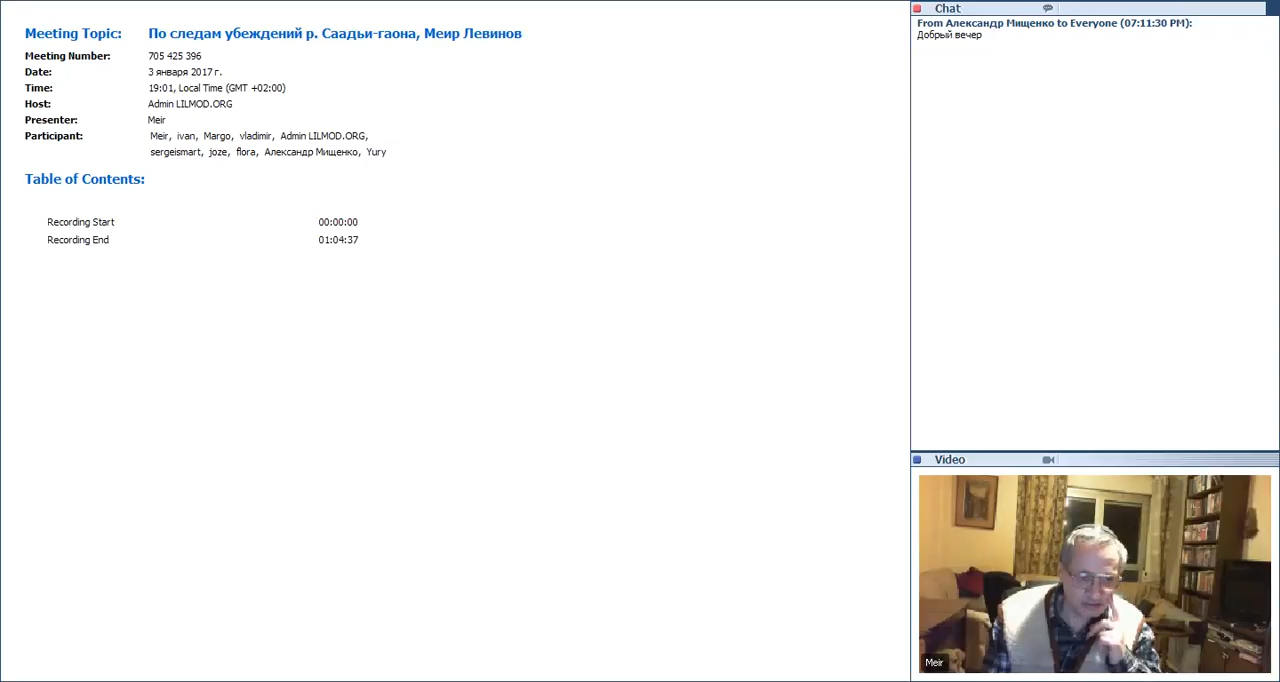 Meeting Topic: По следам убеждений р. Саадьи-гаона, Меир Левинов
Meeting Number: 705 425 396
Date: 3 января 2017 г.
Time: 19:01, Local Time (GMT +02:00)
Host: Admin LILMOD.ORG
Presenter: Meir
Participant: Meir, ivan, Margo, vladimir, Admin LILMOD.ORG,
sergeismart, joze, flora, Александр Мищенко, Yury
Table of Contents:
Recording Start 00:00:00
Recording End 01:04:37
Chat
From Александр Мищенко to Everyone (07:11:30 PM):
Добрый вечер
Video
Meir